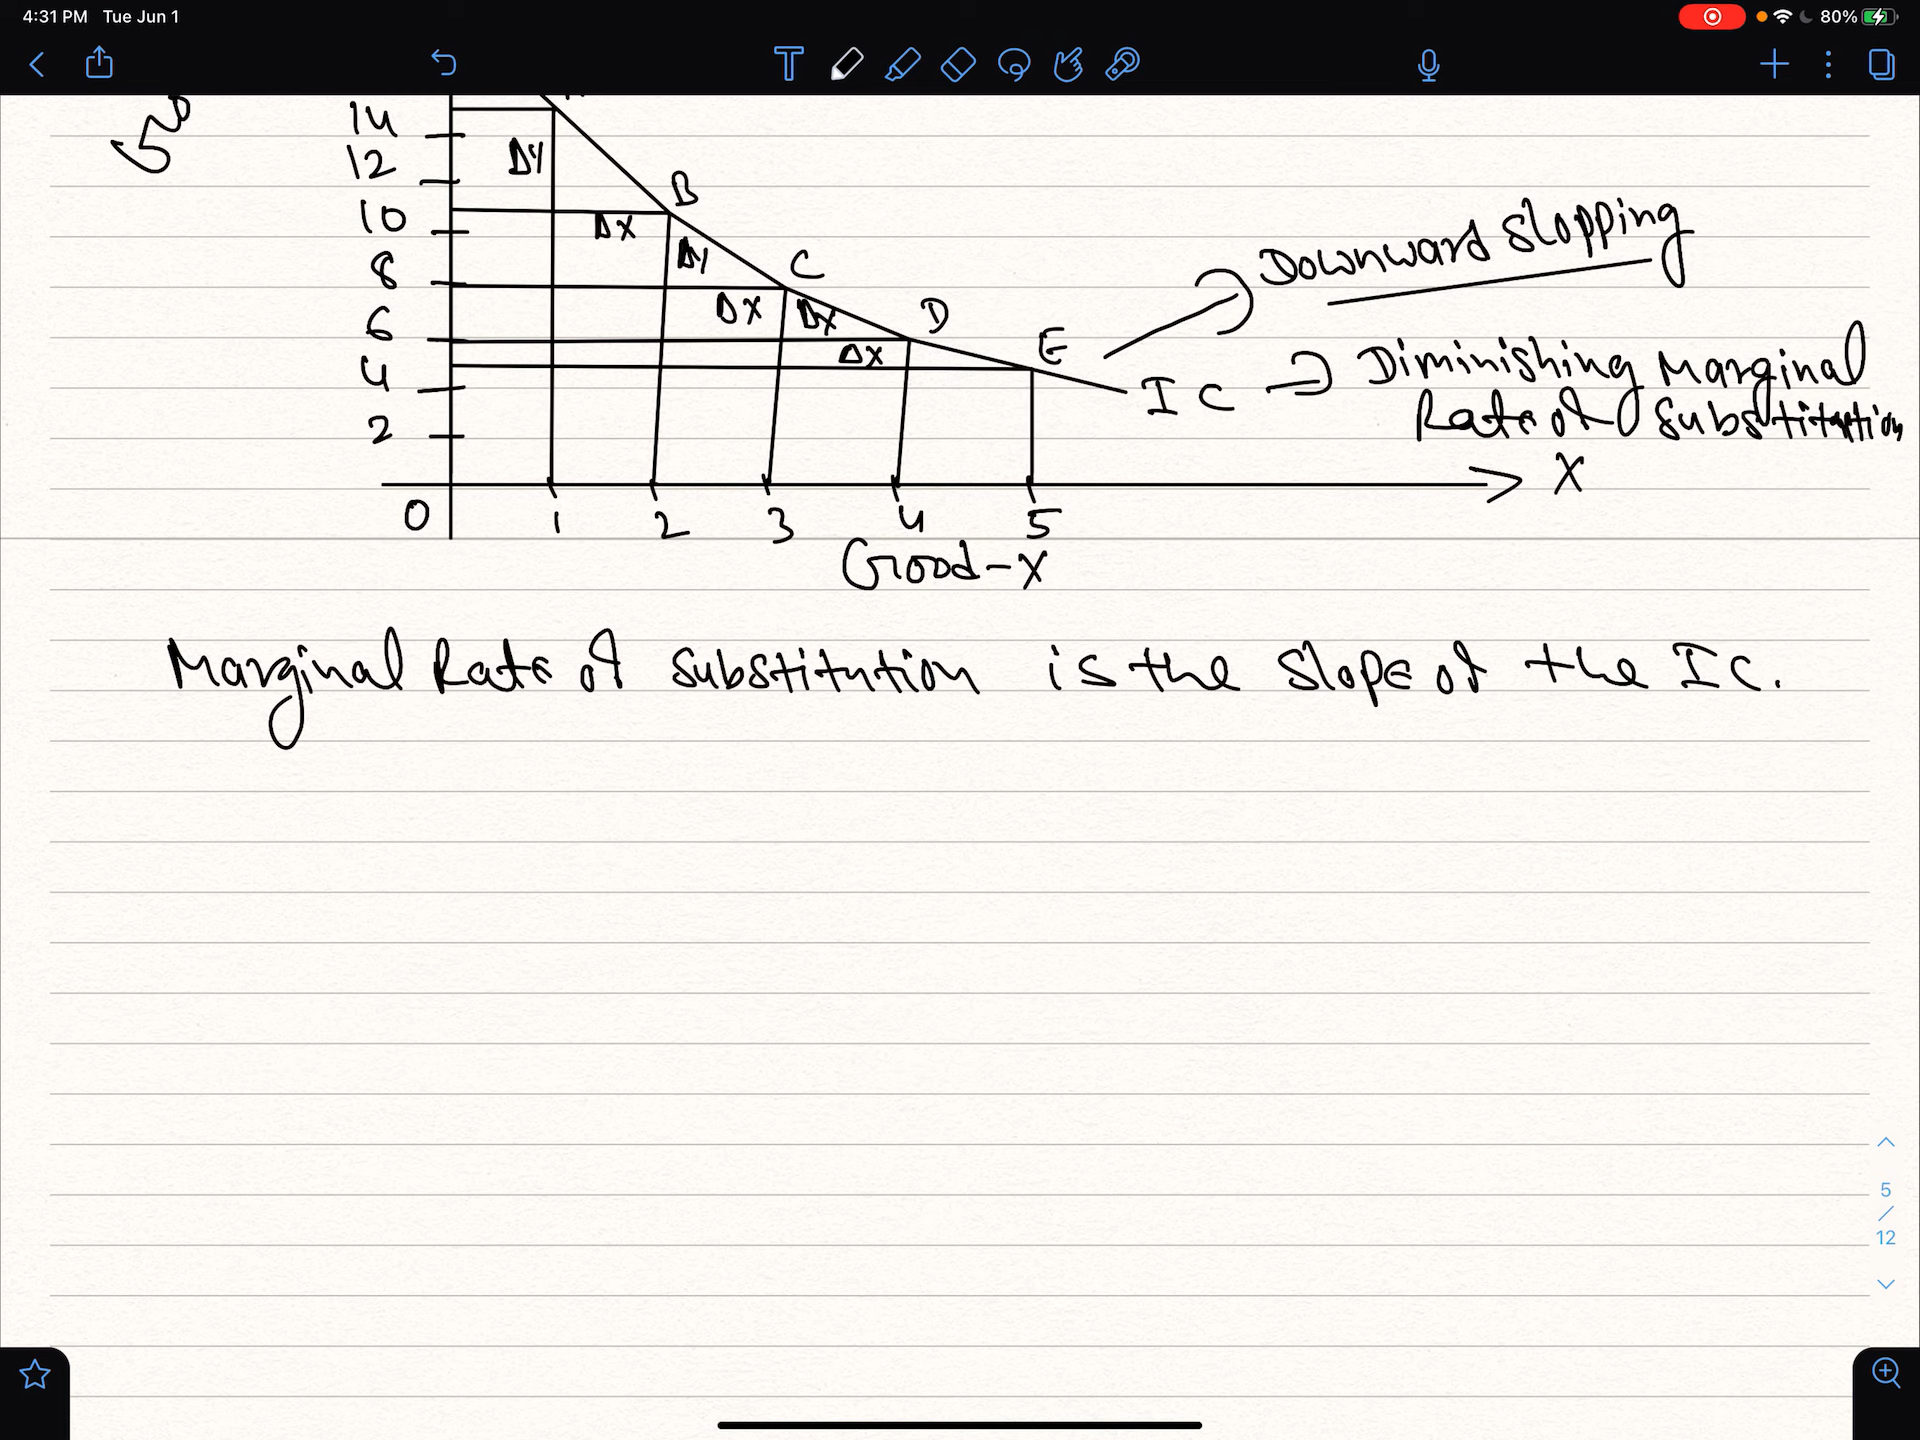 4:31 PM Tue Jun 1
80%
T
14
12
10
8
6
4
2
0
ΔY
B
ΔX
ΔY
C
ΔX
ΔX
D
ΔX
E
IC
Downward Slopping
Diminishing Marginal
Rate of Substitution
X
1 2 3 4 5
Good-X
Marginal Rate of Substitution is the Slope of the IC.
5
/
12